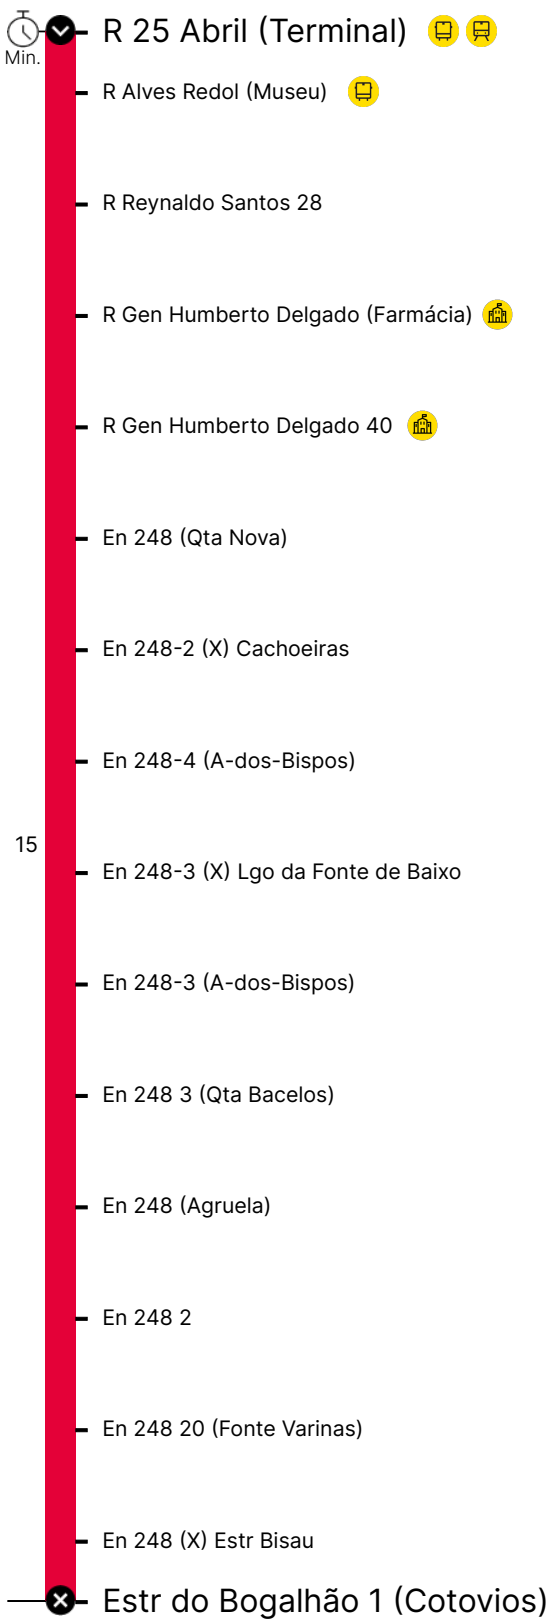 R 25 Abril (Terminal)
Min.
R Alves Redol (Museu)
R Reynaldo Santos 28
R Gen Humberto Delgado (Farmácia)
R Gen Humberto Delgado 40
En 248 (Qta Nova)
En 248-2 (X) Cachoeiras
En 248-4 (A-dos-Bispos)
15
En 248-3 (X) Lgo da Fonte de Baixo
En 248-3 (A-dos-Bispos)
En 248 3 (Qta Bacelos)
En 248 (Agruela)
En 248 2
En 248 20 (Fonte Varinas)
En 248 (X) Estr Bisau
Estr do Bogalhão 1 (Cotovios)